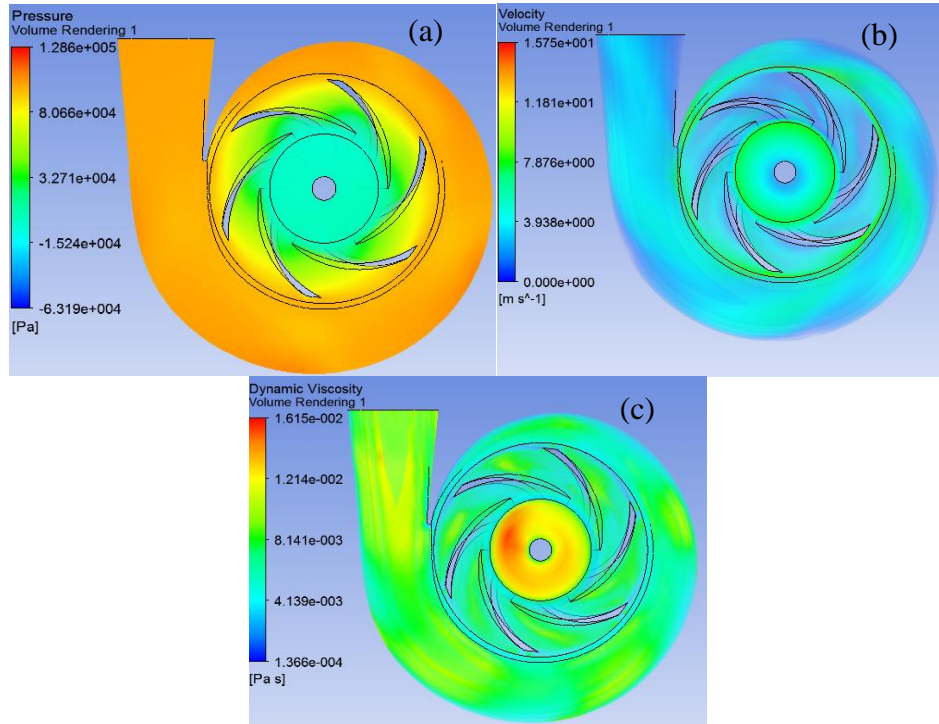 Pressure
Volume Rendering 1
(a)
1.286e+005
8.066e+004
3.271e+004
-1.524e+004
-6.319e+004
[Pa]
Velocity
Volume Rendering 1
(b)
1.575e+001
1.181e+001
7.876e+000
3.938e+000
0.000e+000
[m s^-1]
Dynamic Viscosity
Volume Rendering 1
(c)
1.615e-002
1.214e-002
8.141e-003
4.139e-003
1.366e-004
[Pa s]